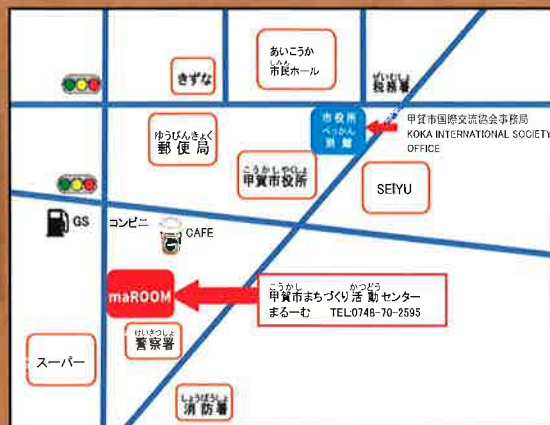 あいこうか
しみん
市民ホール
きずな
ぜいむしょ
税務署
市役所
べっかん
別館
甲賀市国際交流協会事務局
KOKA INTERNATIONAL SOCIETY
OFFICE
ゆうびんきょく
郵便局
こうかしやくしょ
甲賀市役所
SEIYU
GS
コンビニ
CAFE
maROOM
こうかし かつどう
甲賀市まちづくり活動センター
まるーむ TEL:0746-70-2595
けいさつしょ
警察署
スーパー
しょうぼうしょ
消防署